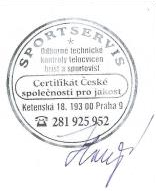 SPORTSERVIS
Odborné technické
kontroly tělocvičen
hřišť a sportovišť
Certifikát České
společnosti pro jakost
Ketenská 18, 193 00 Praha 9
☎ 281 925 952